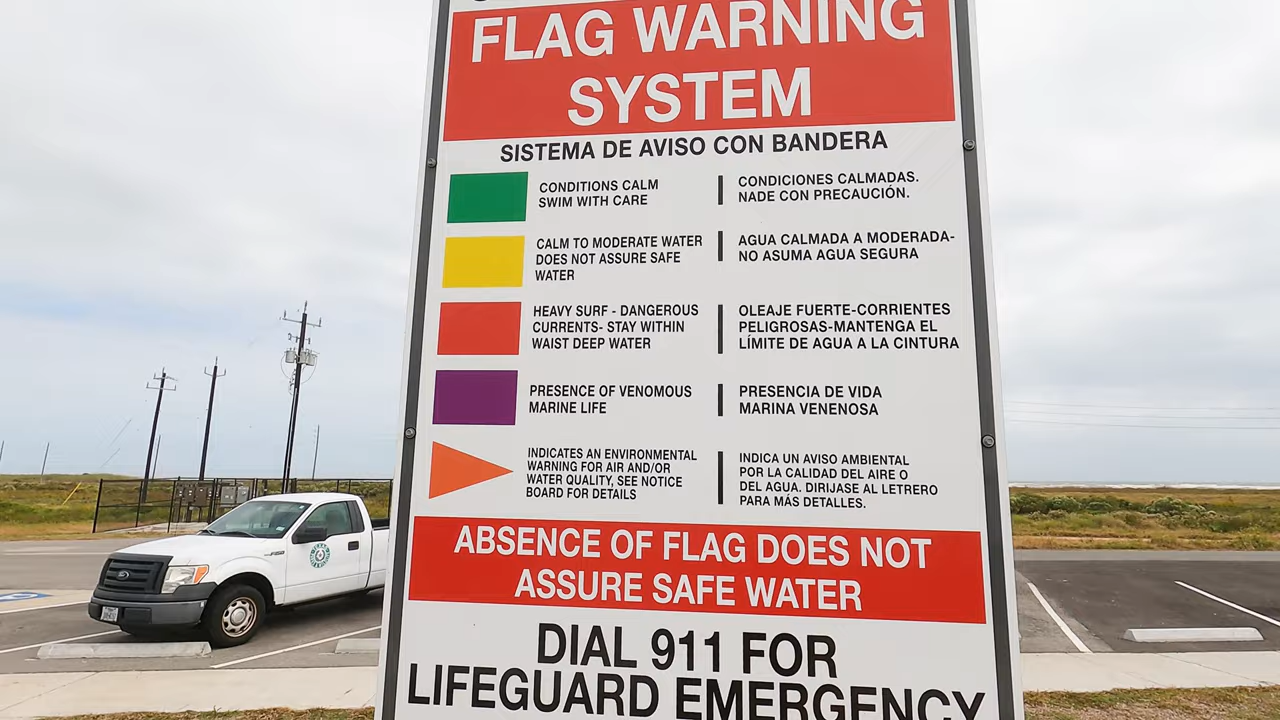 FLAG WARNING
SYSTEM
SISTEMA DE AVISO CON BANDERA
CONDITIONS CALM
SWIM WITH CARE
CONDICIONES CALMADAS.
NADE CON PRECAUCIÓN.
CALM TO MODERATE WATER
DOES NOT ASSURE SAFE
WATER
AGUA CALMADA A MODERADA-
NO ASUMA AGUA SEGURA
HEAVY SURF - DANGEROUS
CURRENTS- STAY WITHIN
WAIST DEEP WATER
OLEAJE FUERTE-CORRIENTES
PELIGROSAS-MANTENGA EL
LÍMITE DE AGUA A LA CINTURA
PRESENCE OF VENOMOUS
MARINE LIFE
PRESENCIA DE VIDA
MARINA VENENOSA
INDICATES AN ENVIRONMENTAL
WARNING FOR AIR AND/OR
WATER QUALITY, SEE NOTICE
BOARD FOR DETAILS
INDICA UN AVISO AMBIENTAL
POR LA CALIDAD DEL AIRE O
DEL AGUA. DIRIJASE AL LETRERO
PARA MÁS DETALLES.
ABSENCE OF FLAG DOES NOT
ASSURE SAFE WATER
DIAL 911 FOR
LIFEGUARD EMERGENCY
Ford